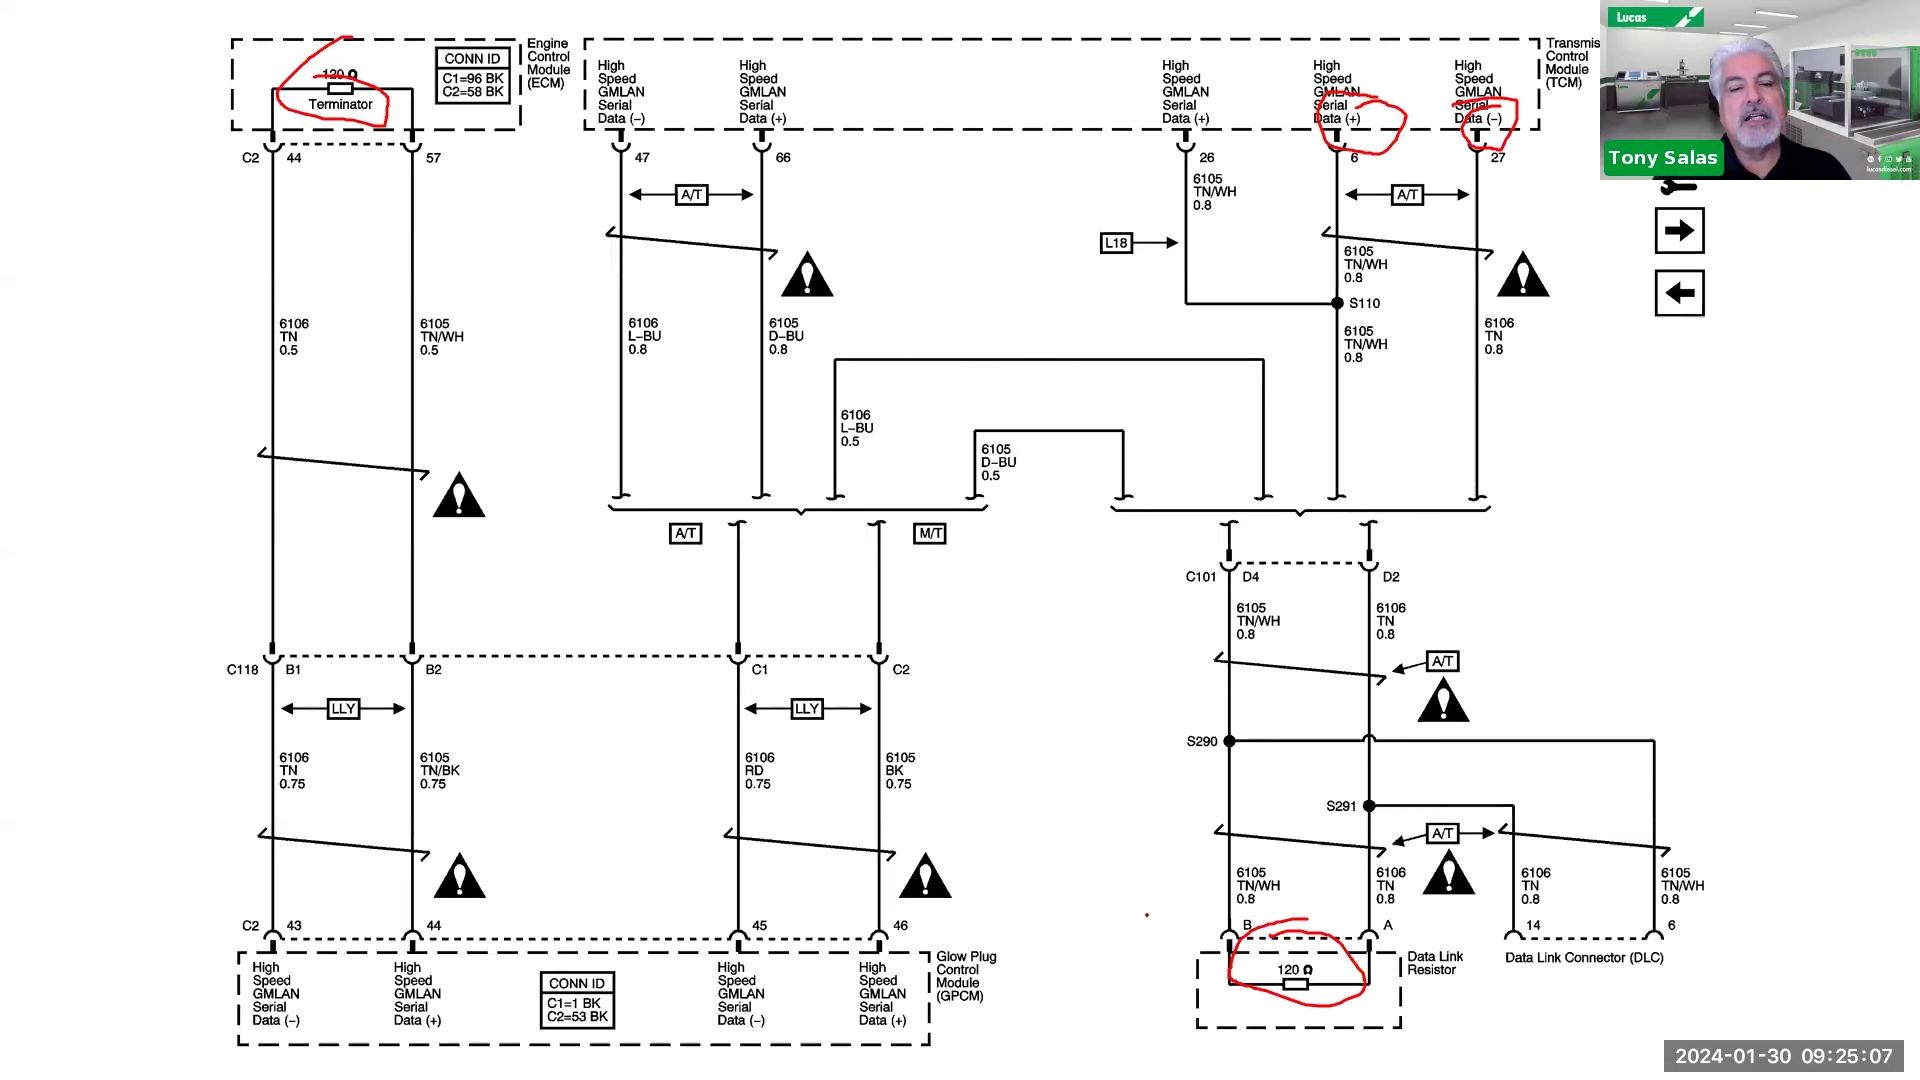 Engine
Control
Module
(ECM)
CONN ID
C1=96 BK
C2=58 BK
120 Ω
Terminator
C2
44
57
High
Speed
GMLAN
Serial
Data (–)
High
Speed
GMLAN
Serial
Data (+)
High
Speed
GMLAN
Serial
Data (+)
High
Speed
GMLAN
Serial
Data (+)
High
Speed
GMLAN
Serial
Data (–)
Transmis
Control
Module
(TCM)
Lucas
Tony Salas
lucasdiesel.com
47
66
26
6
27
A/T
6105
TN/WH
0.8
A/T
L18
6105
TN/WH
0.8
S110
6106
TN
0.5
6105
TN/WH
0.5
6106
L–BU
0.8
6105
D–BU
0.8
6105
TN/WH
0.8
6106
TN
0.8
6106
L–BU
0.5
6105
D–BU
0.5
A/T
M/T
C101
D4
D2
6105
TN/WH
0.8
6106
TN
0.8
C118
B1
B2
C1
C2
A/T
LLY
LLY
S290
6106
TN
0.75
6105
TN/BK
0.75
6106
RD
0.75
6105
BK
0.75
S291
A/T
6105
TN/WH
0.8
6106
TN
0.8
6106
TN
0.8
6105
TN/WH
0.8
C2
43
44
45
46
B
A
14
6
High
Speed
GMLAN
Serial
Data (–)
High
Speed
GMLAN
Serial
Data (+)
CONN ID
C1=1 BK
C2=53 BK
High
Speed
GMLAN
Serial
Data (–)
High
Speed
GMLAN
Serial
Data (+)
Glow Plug
Control
Module
(GPCM)
120 Ω
Data Link
Resistor
Data Link Connector (DLC)
2024-01-30 09:25:07